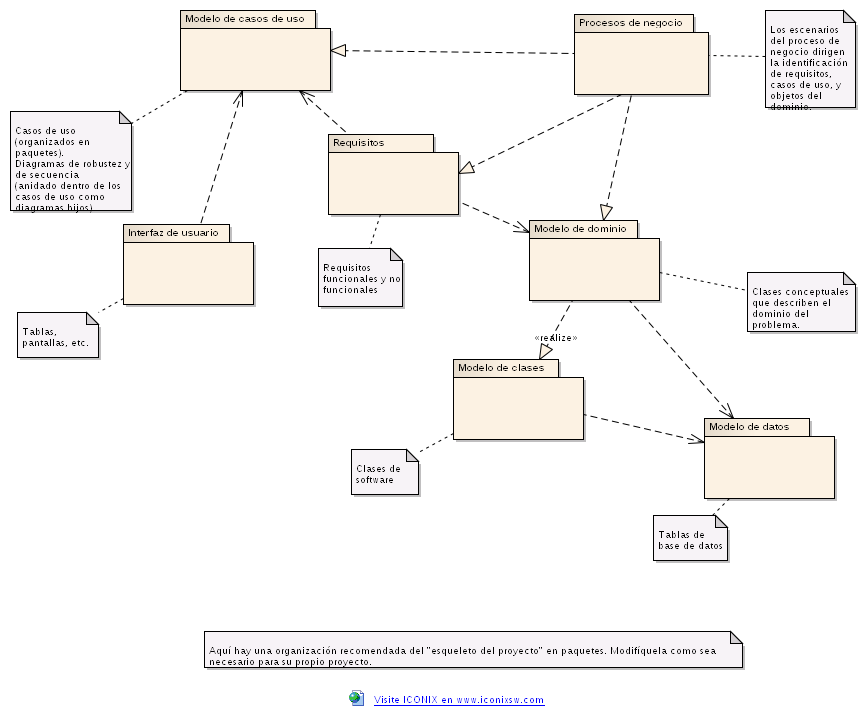 Modelo de casos de uso
Procesos de negocio
Los escenarios
del proceso de
negocio dirigen
la identificación
de requisitos,
casos de uso, y
objetos del
dominio.
Casos de uso
(organizados en
paquetes).
Diagramas de robustez y
de secuencia
(anidado dentro de los
casos de uso como
diagramas hijos)
Requisitos
Interfaz de usuario
Modelo de dominio
Requisitos
funcionales y no
funcionales
Clases conceptuales
que describen el
dominio del
problema.
Tablas,
pantallas, etc.
«realize»
Modelo de clases
Modelo de datos
Clases de
software
Tablas de
base de datos
Aquí hay una organización recomendada del "esqueleto del proyecto" en paquetes. Modifíquela como sea
necesario para su propio proyecto.
Visite ICONIX en www.iconixsw.com